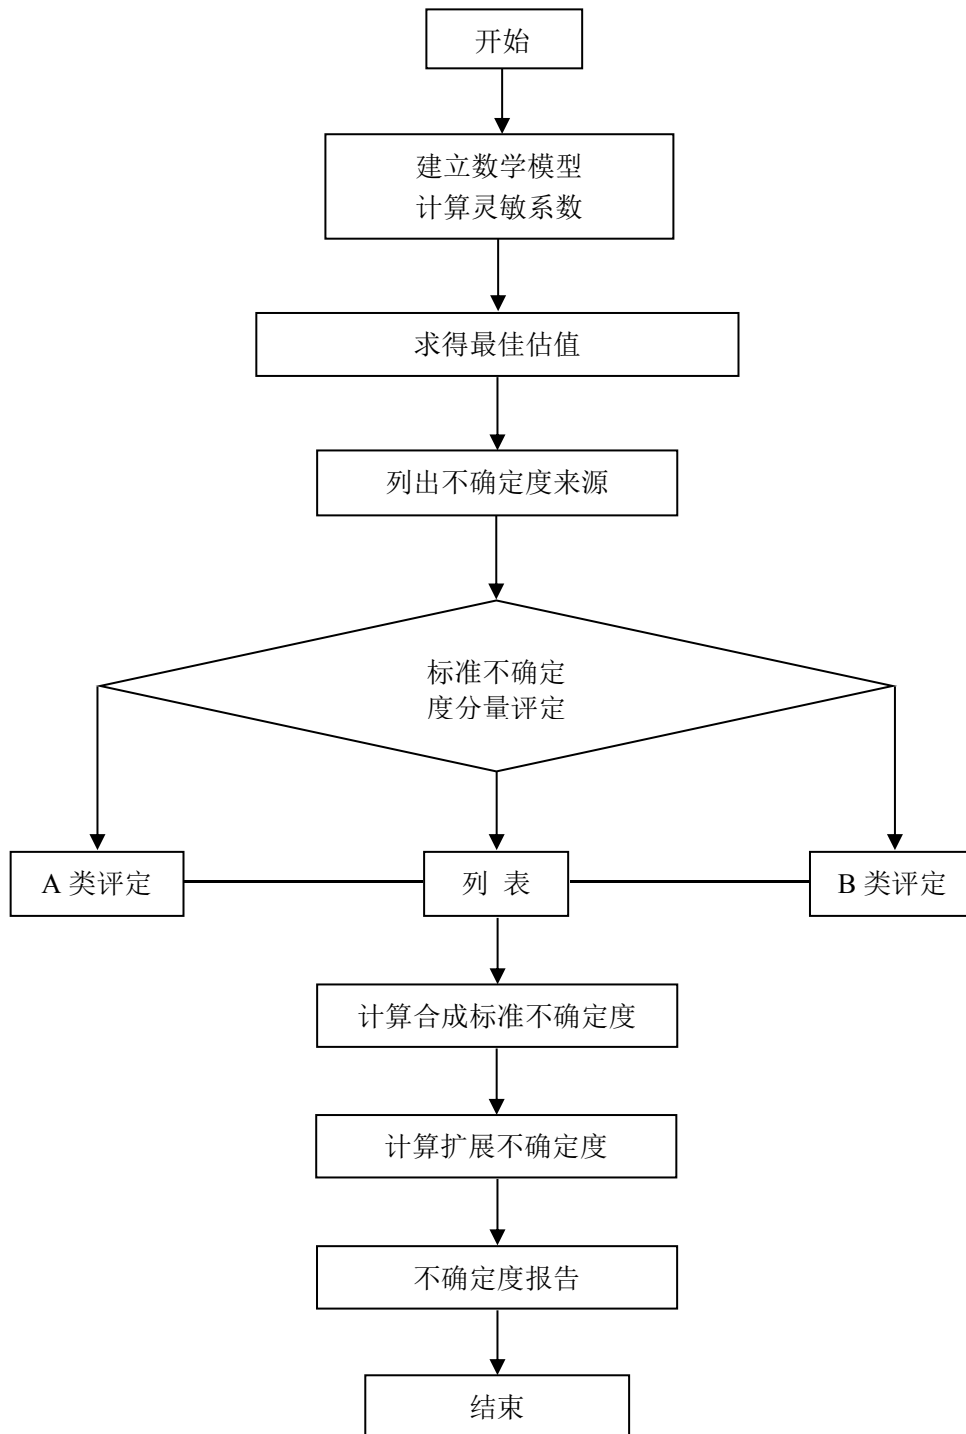 开始
建立数学模型
计算灵敏系数
求得最佳估值
列出不确定度来源
标准不确定
度分量评定
A 类评定
列 表
B 类评定
计算合成标准不确定度
计算扩展不确定度
不确定度报告
结束